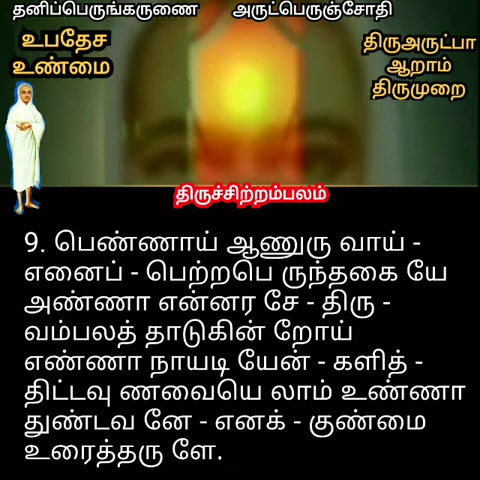 தனிப்பெருங்கருணை அருட்பெருஞ்சோதி
உபதேச
உண்மை
திருஅருட்பா
ஆறாம்
திருமுறை
திருச்சிற்றம்பலம்
9. பெண்ணாய் ஆணுரு வாய் -
எனைப் - பெற்றபெ ருந்தகை யே
அண்ணா என்னர சே - திரு -
வம்பலத் தாடுகின் றோய்
எண்ணா நாயடி யேன் - களித் -
திட்டவு ணவையெ லாம் உண்ணா
துண்டவ னே - எனக் - குண்மை
உரைத்தரு ளே.